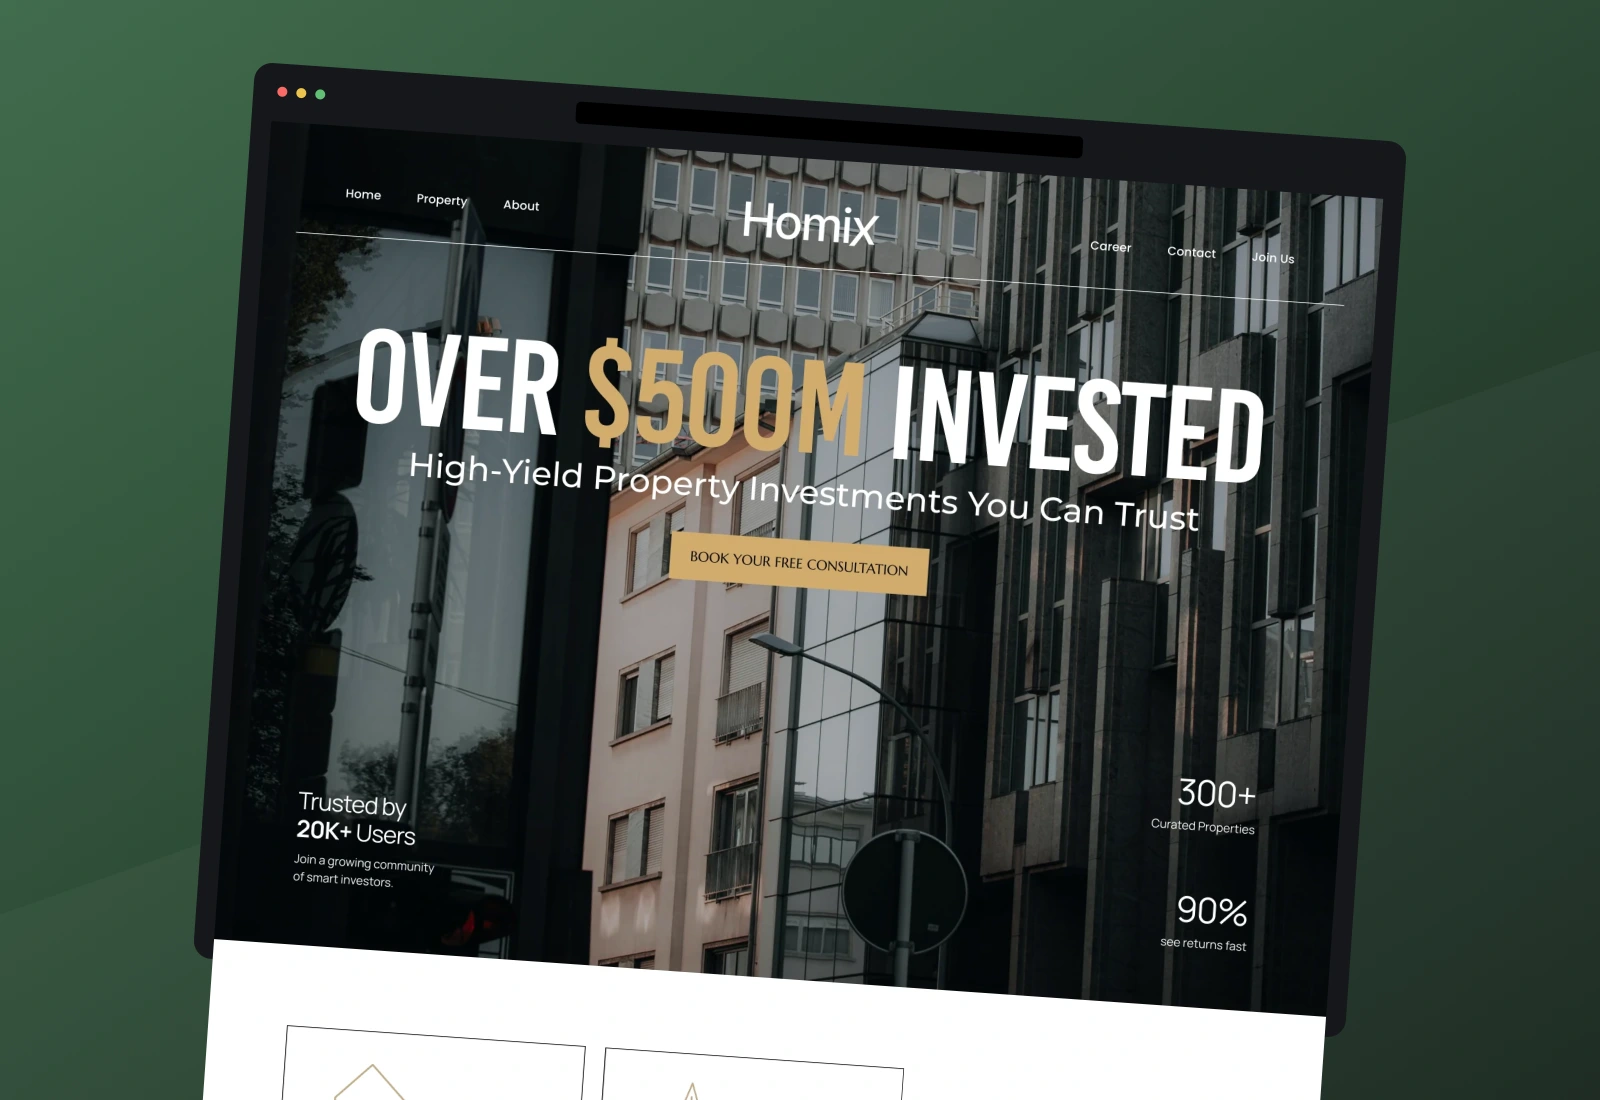 Home Property About
Homix
Career Contact Join Us
OVER $500M INVESTED
High-Yield Property Investments You Can Trust
BOOK YOUR FREE CONSULTATION
Trusted by
20K+ Users
Join a growing community
of smart investors.
300+
Curated Properties
90%
see returns fast